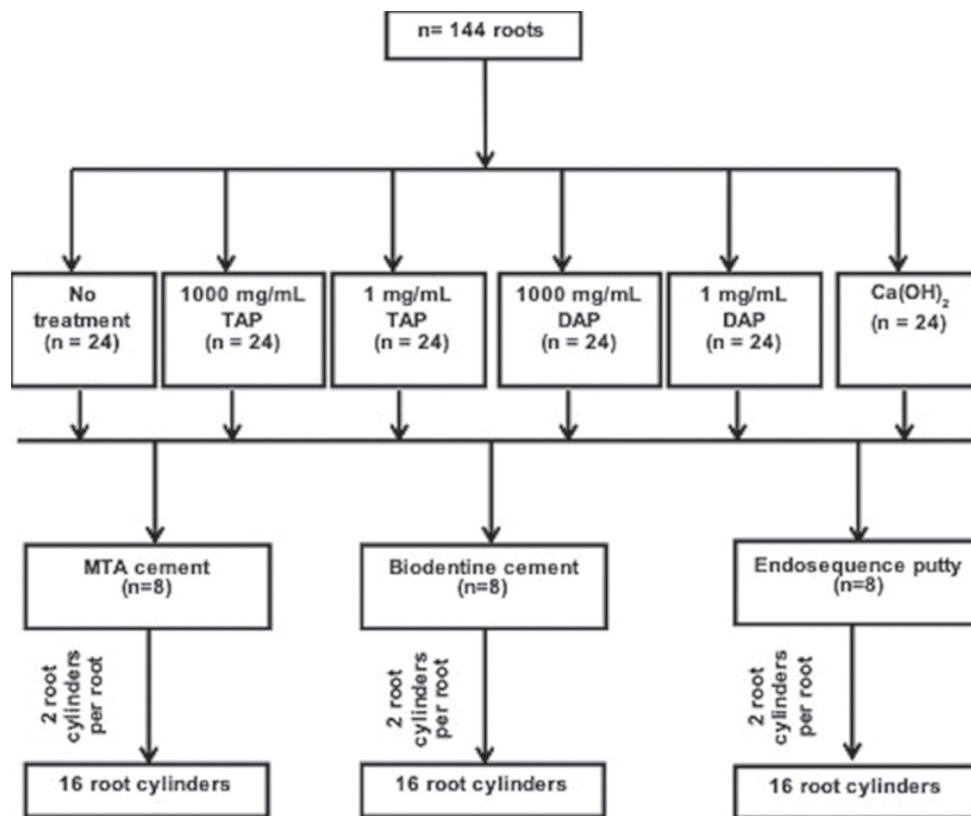 n= 144 roots
No
treatment
(n = 24)
1000 mg/mL
TAP
(n = 24)
1 mg/mL
TAP
(n = 24)
1000 mg/mL
DAP
(n = 24)
1 mg/mL
DAP
(n = 24)
Ca(OH)₂
(n = 24)
MTA cement
(n=8)
Biodentine cement
(n=8)
Endosequence putty
(n=8)
2 root
cylinders
per root
2 root
cylinders
per root
2 root
cylinders
per root
16 root cylinders
16 root cylinders
16 root cylinders